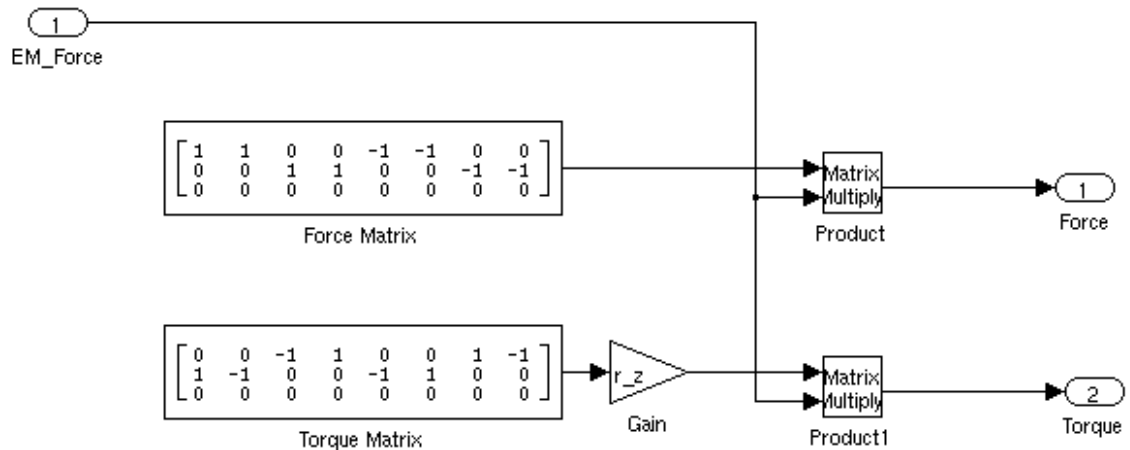 1
EM_Force
1 1 0 0 -1 -1 0 0
0 0 1 1 0 0 -1 -1
0 0 0 0 0 0 0 0
Force Matrix
Matrix
Multiply
Product
1
Force
0 0 -1 1 0 0 1 -1
1 -1 0 0 -1 1 0 0
0 0 0 0 0 0 0 0
Torque Matrix
r_z
Gain
Matrix
Multiply
Product1
2
Torque